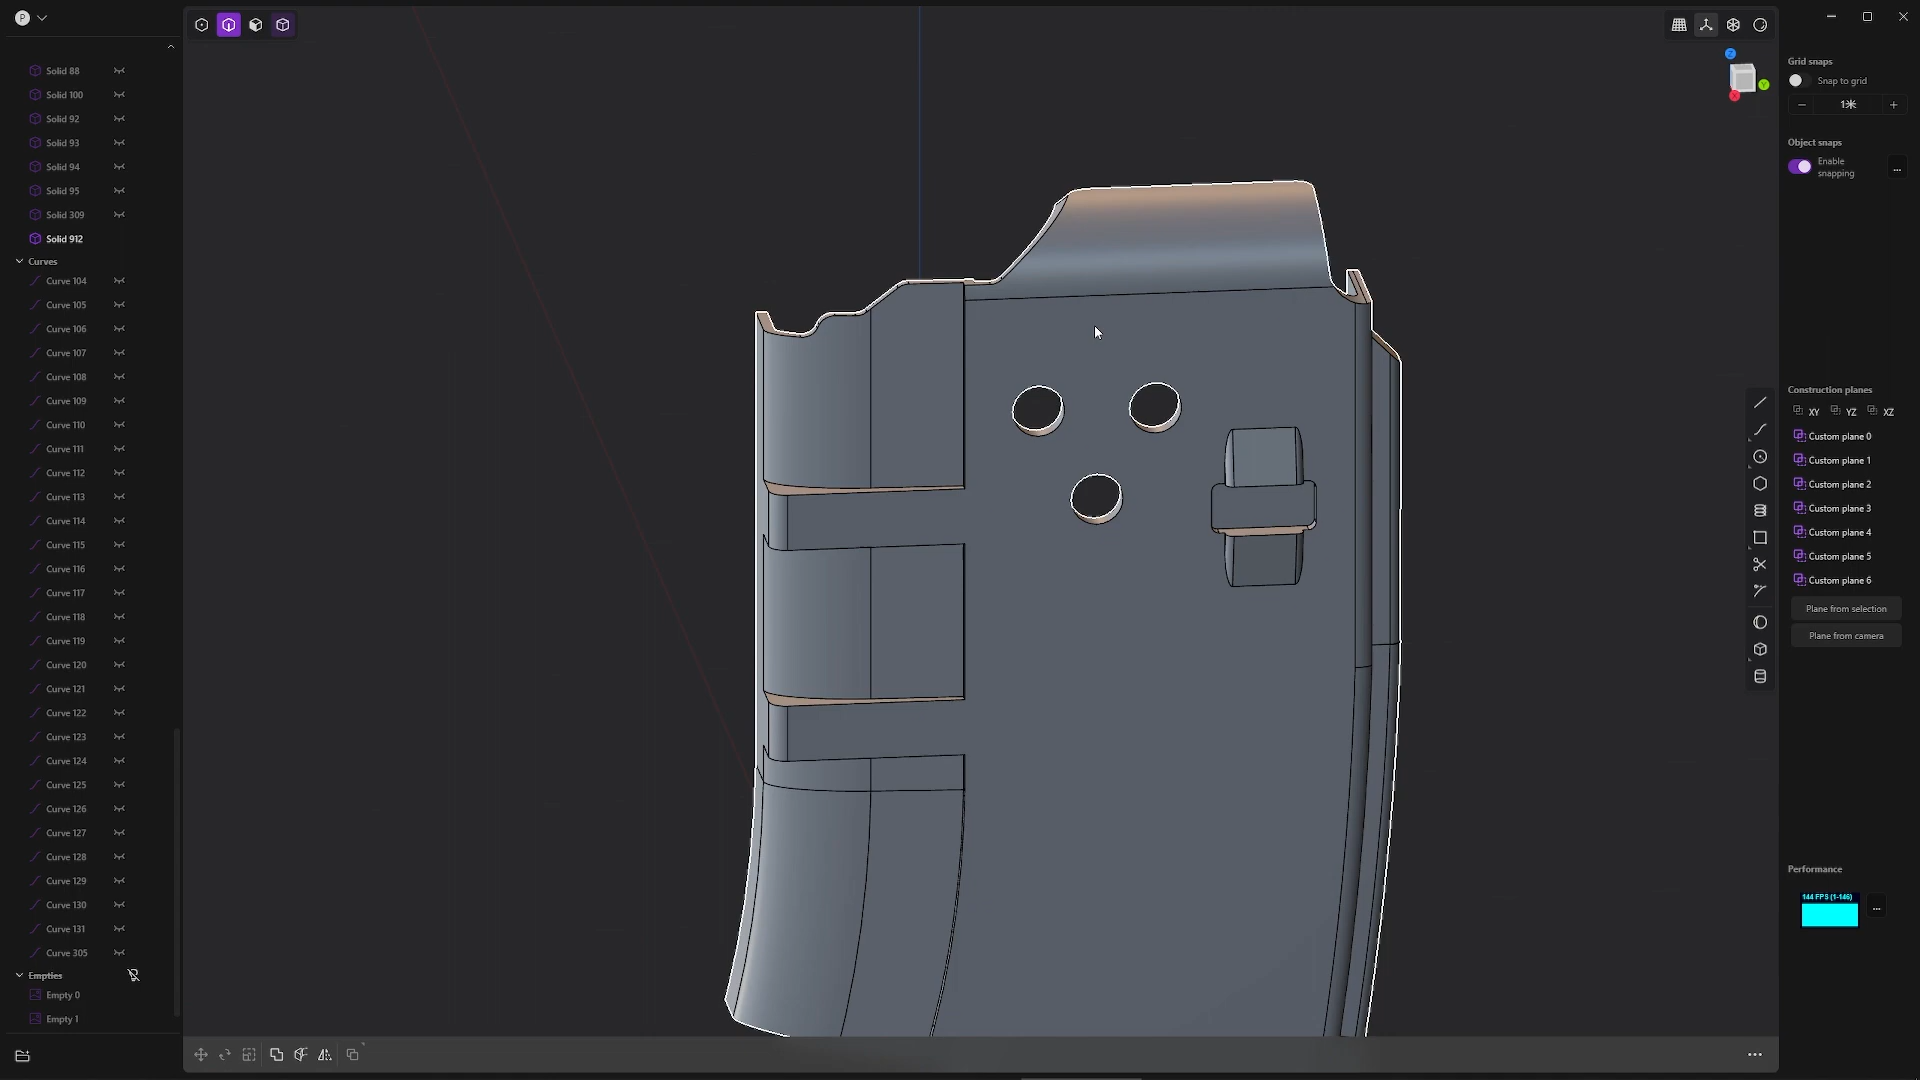 P
Solid 88
Solid 100
Solid 92
Solid 93
Solid 94
Solid 95
Solid 309
Solid 912
Curves
Curve 104
Curve 105
Curve 106
Curve 107
Curve 108
Curve 109
Curve 110
Curve 111
Curve 112
Curve 113
Curve 114
Curve 115
Curve 116
Curve 117
Curve 118
Curve 119
Curve 120
Curve 121
Curve 122
Curve 123
Curve 124
Curve 125
Curve 126
Curve 127
Curve 128
Curve 129
Curve 130
Curve 131
Curve 305
Empties
Empty 0
Empty 1
Z
Y
X
Grid snaps
Snap to grid
Object snaps
Enable
snapping
...
Construction planes
XY YZ XZ
Custom plane 0
Custom plane 1
Custom plane 2
Custom plane 3
Custom plane 4
Custom plane 5
Custom plane 6
Plane from selection
Plane from camera
Performance
144 FPS (1-146)
...